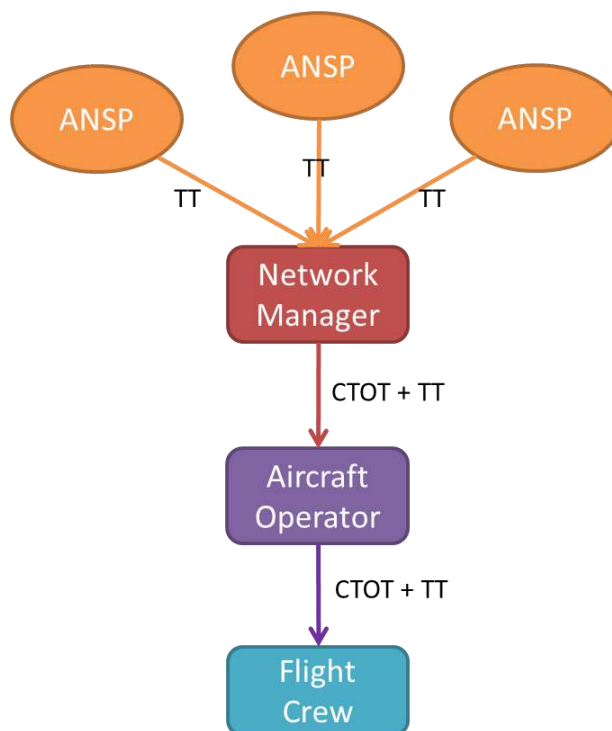 ANSP
ANSP
ANSP
TT
TT
TT
Network
Manager
CTOT + TT
Aircraft
Operator
CTOT + TT
Flight
Crew